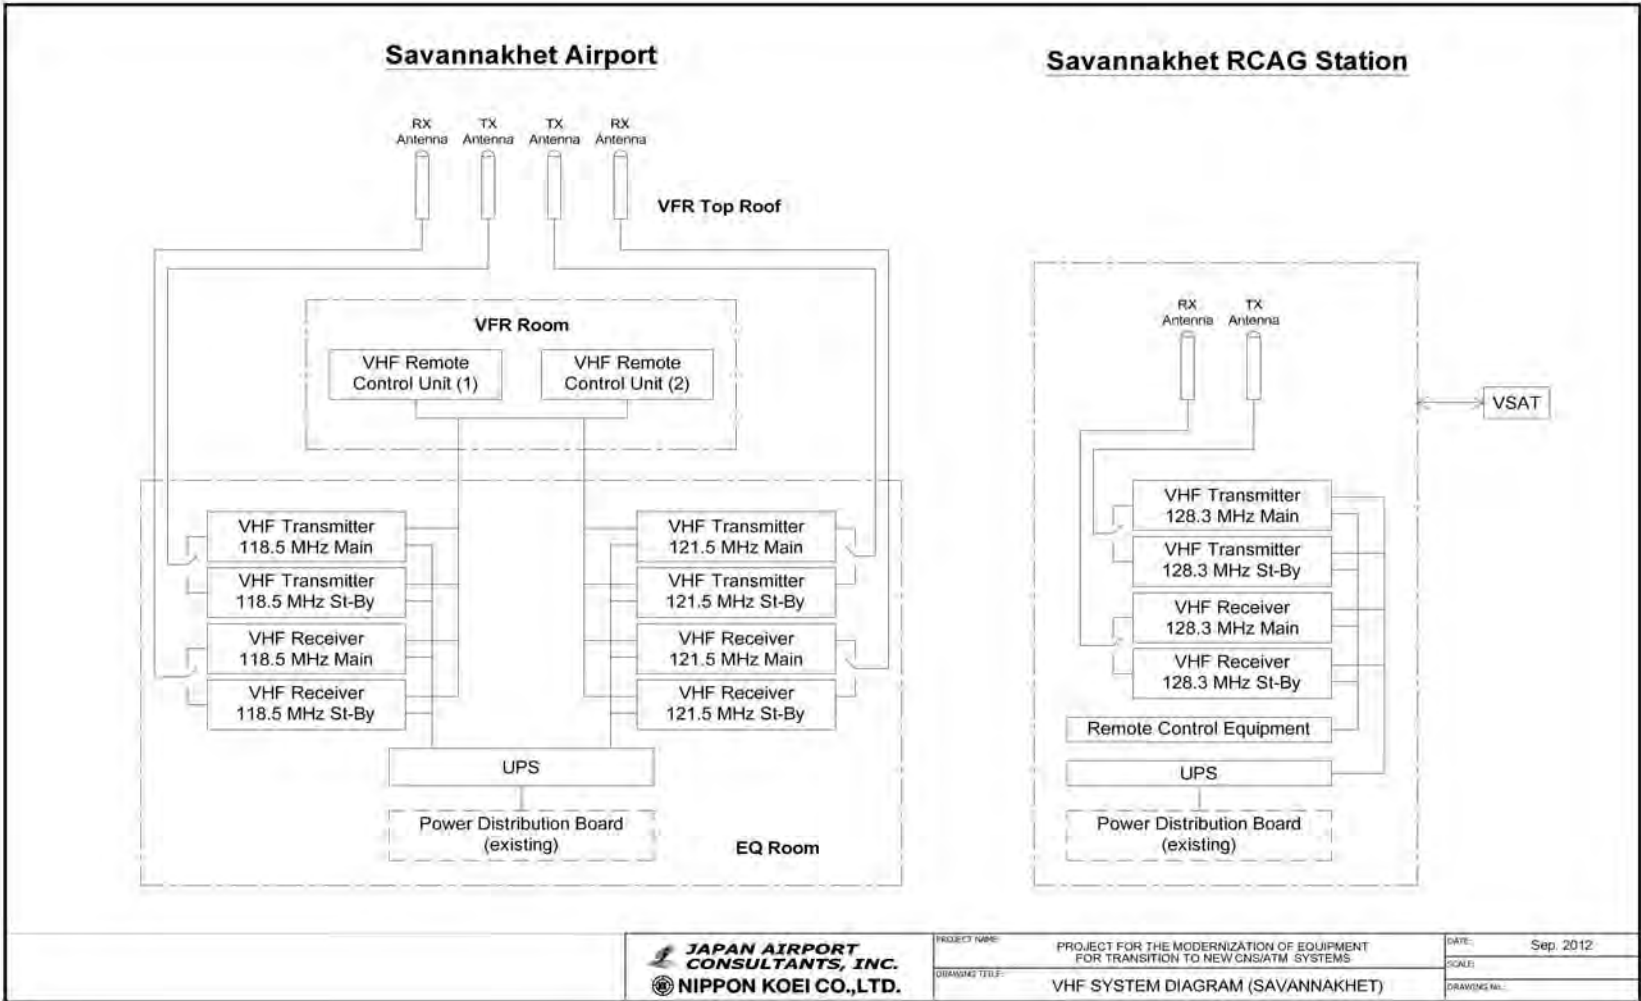 Savannakhet Airport
RX
Antenna
TX
Antenna
TX
Antenna
RX
Antenna
VFR Top Roof
VFR Room
VHF Remote
Control Unit (1)
VHF Remote
Control Unit (2)
VHF Transmitter
118.5 MHz Main
VHF Transmitter
118.5 MHz St-By
VHF Receiver
118.5 MHz Main
VHF Receiver
118.5 MHz St-By
VHF Transmitter
121.5 MHz Main
VHF Transmitter
121.5 MHz St-By
VHF Receiver
121.5 MHz Main
VHF Receiver
121.5 MHz St-By
UPS
Power Distribution Board
(existing)
EQ Room
Savannakhet RCAG Station
RX
Antenna
TX
Antenna
VSAT
VHF Transmitter
128.3 MHz Main
VHF Transmitter
128.3 MHz St-By
VHF Receiver
128.3 MHz Main
VHF Receiver
128.3 MHz St-By
Remote Control Equipment
UPS
Power Distribution Board
(existing)
JAPAN AIRPORT
CONSULTANTS, INC.
NIPPON KOEI CO.,LTD.
PROJECT NAME:
PROJECT FOR THE MODERNIZATION OF EQUIPMENT
FOR TRANSITION TO NEW CNS/ATM SYSTEMS
DRAWING TITLE:
VHF SYSTEM DIAGRAM (SAVANNAKHET)
DATE:
Sep. 2012
SCALE:
DRAWING No.: